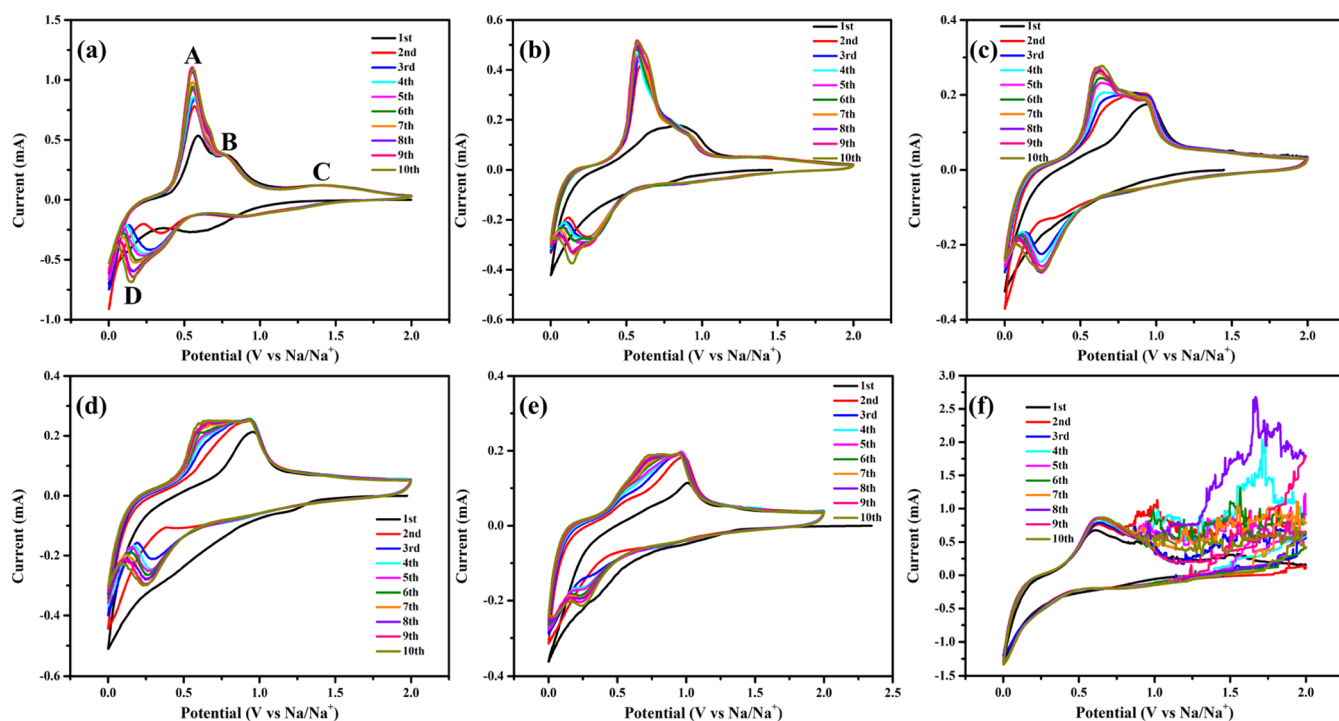 (a)
A
B
C
D
1st
2nd
3rd
4th
5th
6th
7th
8th
9th
10th
1.5
1.0
0.5
0.0
-0.5
-1.0
Current (mA)
0.0 0.5 1.0 1.5 2.0
Potential (V vs Na/Na⁺)
(b)
1st
2nd
3rd
4th
5th
6th
7th
8th
9th
10th
0.6
0.4
0.2
0.0
-0.2
-0.4
-0.6
Current (mA)
0.0 0.5 1.0 1.5 2.0
Potential (V vs Na/Na⁺)
(c)
1st
2nd
3rd
4th
5th
6th
7th
8th
9th
10th
0.4
0.2
0.0
-0.2
-0.4
Current (mA)
0.0 0.5 1.0 1.5 2.0
Potential (V vs Na/Na⁺)
(d)
1st
2nd
3rd
4th
5th
6th
7th
8th
9th
10th
0.4
0.2
0.0
-0.2
-0.4
-0.6
Current (mA)
0.0 0.5 1.0 1.5 2.0
Potential (V vs Na/Na⁺)
(e)
1st
2nd
3rd
4th
5th
6th
7th
8th
9th
10th
0.4
0.2
0.0
-0.2
-0.4
Current (mA)
0.0 0.5 1.0 1.5 2.0 2.5
Potential (V vs Na/Na⁺)
(f)
1st
2nd
3rd
4th
5th
6th
7th
8th
9th
10th
3.0
2.5
2.0
1.5
1.0
0.5
0.0
-0.5
-1.0
-1.5
Current (mA)
0.0 0.5 1.0 1.5 2.0
Potential (V vs Na/Na⁺)